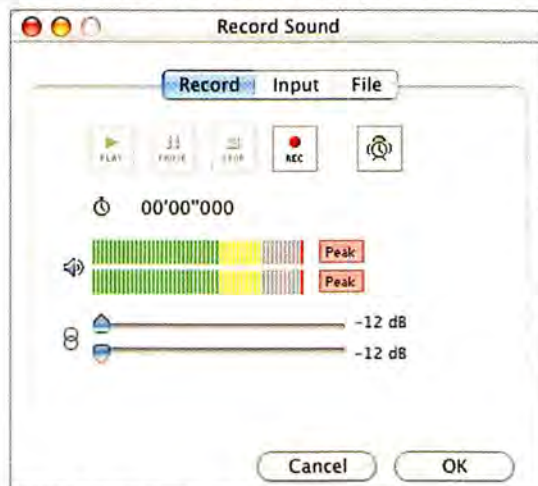 Record Sound
Record Input File
PLAY PAUSE STOP REC
00'00"000
Peak
Peak
-12 dB
-12 dB
Cancel OK